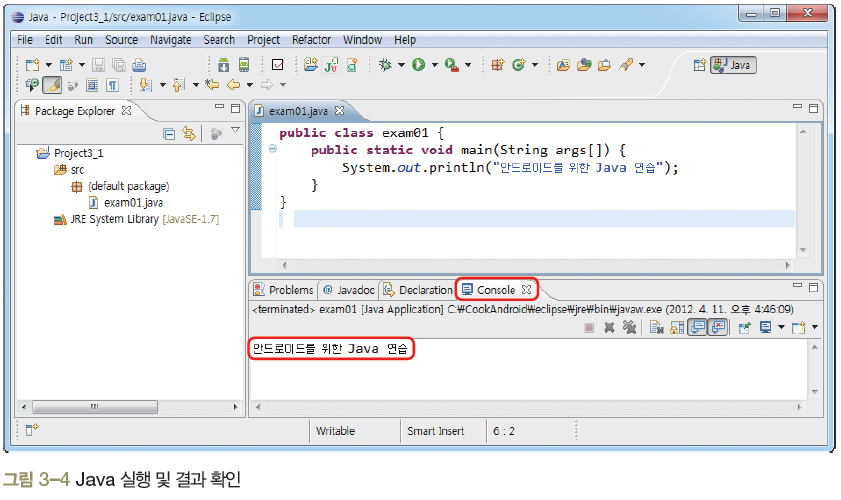 Java - Project3_1/src/exam01.java - Eclipse
File Edit Run Source Navigate Search Project Refactor Window Help
Java
Package Explorer
Project3_1
src
(default package)
exam01.java
JRE System Library [JavaSE-1.7]
exam01.java
public class exam01 {
public static void main(String args[]) {
System.out.println("안드로이드를 위한 Java 연습");
}
}
Problems @ Javadoc Declaration Console
<terminated> exam01 [Java Application] C:₩CookAndroid₩eclipse₩jre₩bin₩javaw.exe (2012. 4. 11. 오후 4:46:09)
안드로이드를 위한 Java 연습
Writable Smart Insert 6 : 2
그림 3-4 Java 실행 및 결과 확인